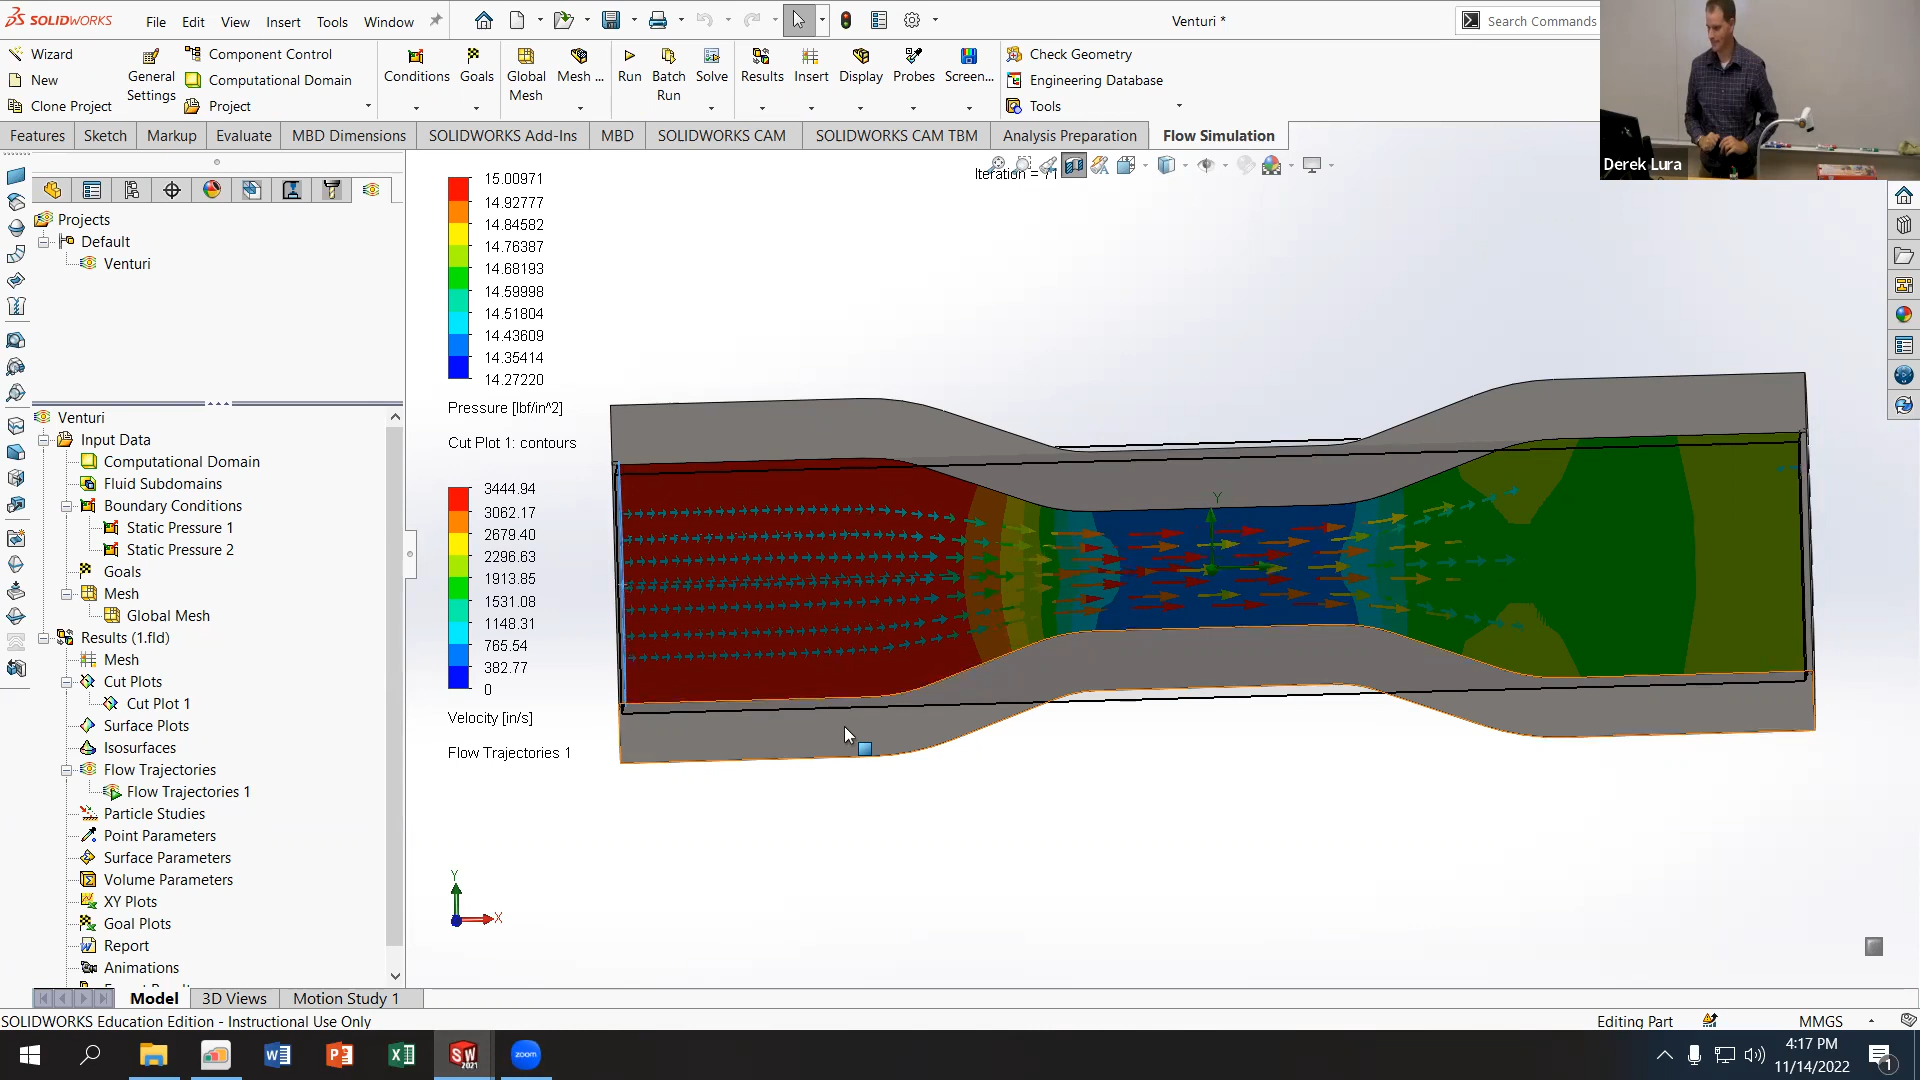 SOLIDWORKS File Edit View Insert Tools Window Venturi * Search Commands
Wizard
New
Clone Project
General Settings
Component Control
Computational Domain
Project
Conditions
Goals
Global Mesh
Mesh ...
Run
Batch Run
Solve
Results
Insert
Display
Probes
Screen...
Check Geometry
Engineering Database
Tools
Derek Lura
Features Sketch Markup Evaluate MBD Dimensions SOLIDWORKS Add-Ins MBD SOLIDWORKS CAM SOLIDWORKS CAM TBM Analysis Preparation Flow Simulation
Projects
Default
Venturi
Venturi
Input Data
Computational Domain
Fluid Subdomains
Boundary Conditions
Static Pressure 1
Static Pressure 2
Goals
Mesh
Global Mesh
Results (1.fld)
Mesh
Cut Plots
Cut Plot 1
Surface Plots
Isosurfaces
Flow Trajectories
Flow Trajectories 1
Particle Studies
Point Parameters
Surface Parameters
Volume Parameters
XY Plots
Goal Plots
Report
Animations
Iteration = 71
15.00971
14.92777
14.84582
14.76387
14.68193
14.59998
14.51804
14.43609
14.35414
14.27220
Pressure [lbf/in^2]
Cut Plot 1: contours
3444.94
3062.17
2679.40
2296.63
1913.85
1531.08
1148.31
765.54
382.77
0
Velocity [in/s]
Flow Trajectories 1
Y
Y
X
Model 3D Views Motion Study 1
SOLIDWORKS Education Edition - Instructional Use Only Editing Part MMGS
SW
2021
zoom
4:17 PM
11/14/2022
1